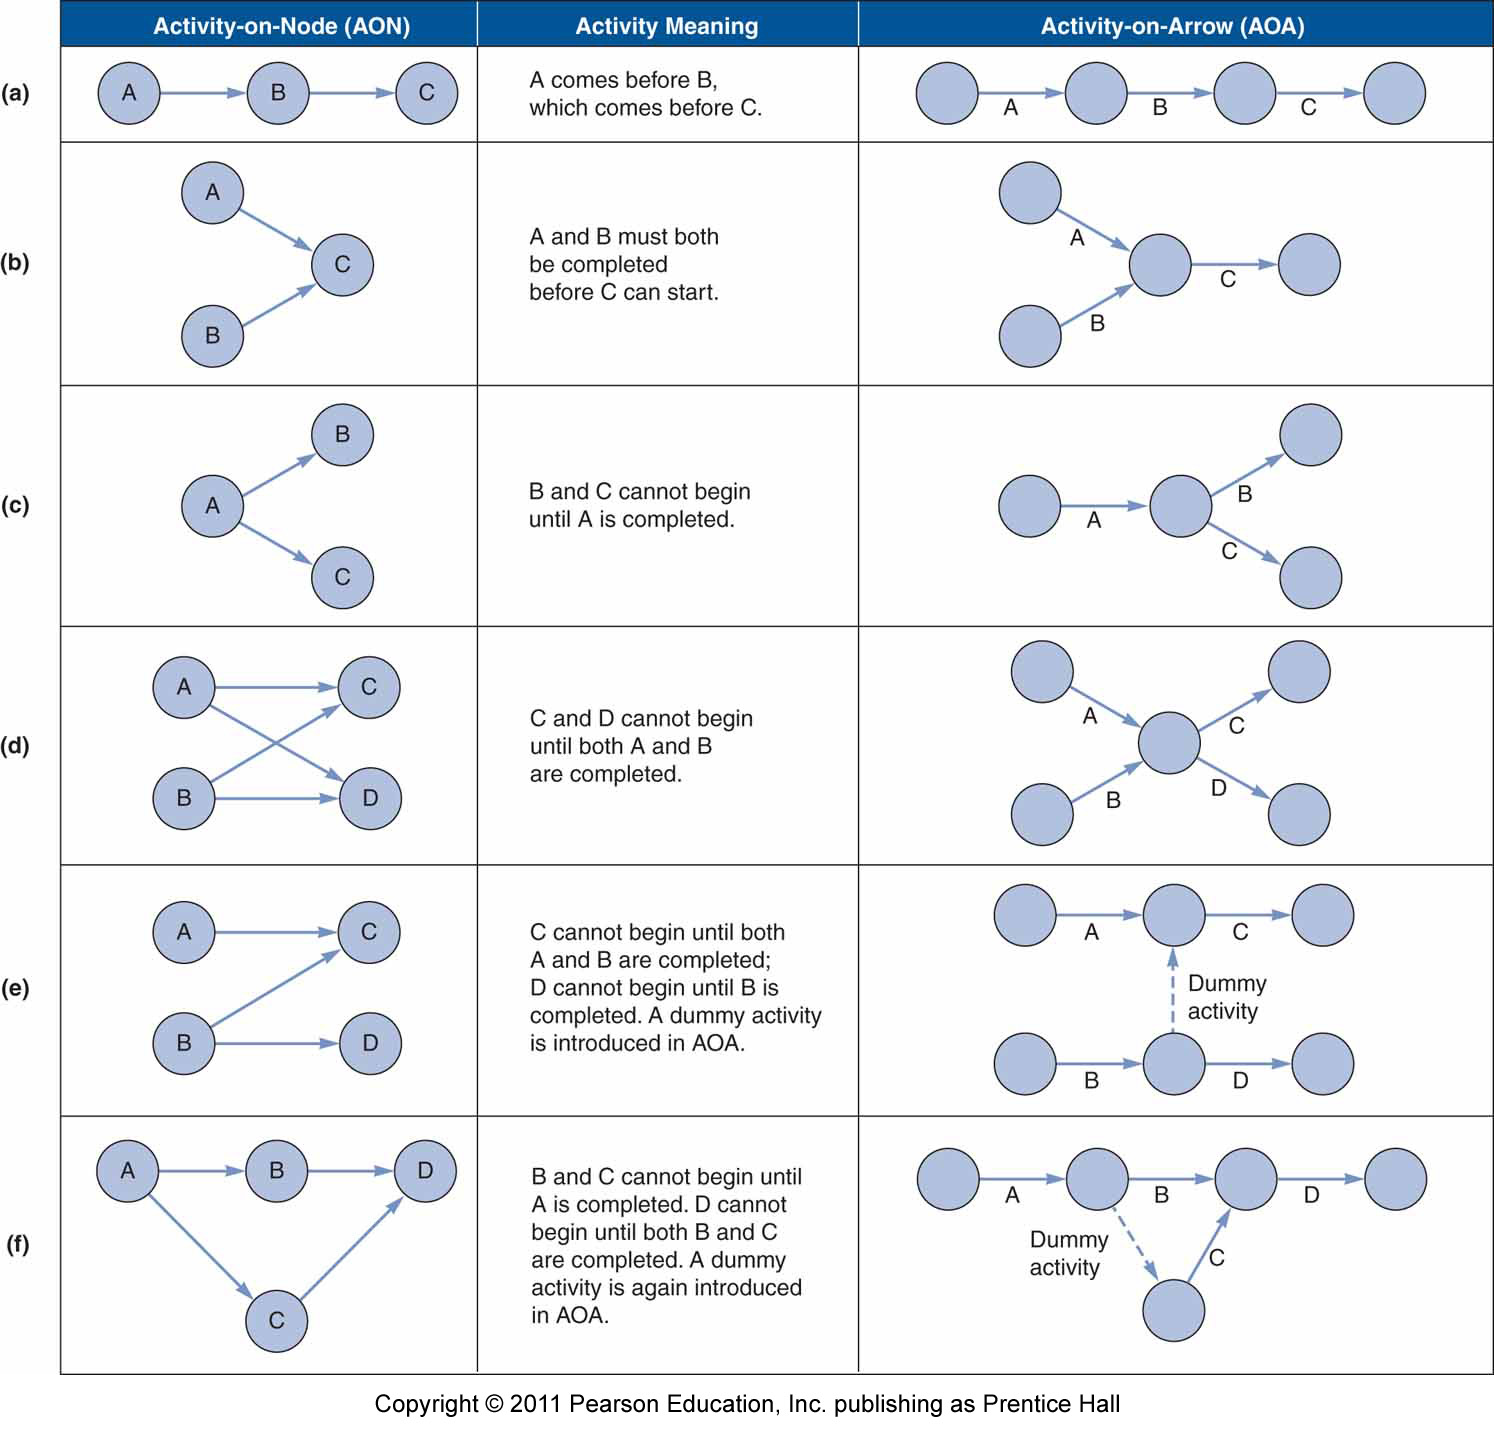 Activity-on-Node (AON)
Activity Meaning
Activity-on-Arrow (AOA)
(a)
A
B
C
A comes before B,
which comes before C.
A
B
C
(b)
A
C
B
A and B must both
be completed
before C can start.
A
C
B
(c)
B
A
C
B and C cannot begin
until A is completed.
B
A
C
(d)
A
C
B
D
C and D cannot begin
until both A and B
are completed.
A
C
B
D
(e)
A
C
B
D
C cannot begin until both
A and B are completed;
D cannot begin until B is
completed. A dummy activity
is introduced in AOA.
A
C
Dummy
activity
B
D
(f)
A
B
D
C
B and C cannot begin until
A is completed. D cannot
begin until both B and C
are completed. A dummy
activity is again introduced
in AOA.
A
B
D
Dummy
activity
C
Copyright © 2011 Pearson Education, Inc. publishing as Prentice Hall